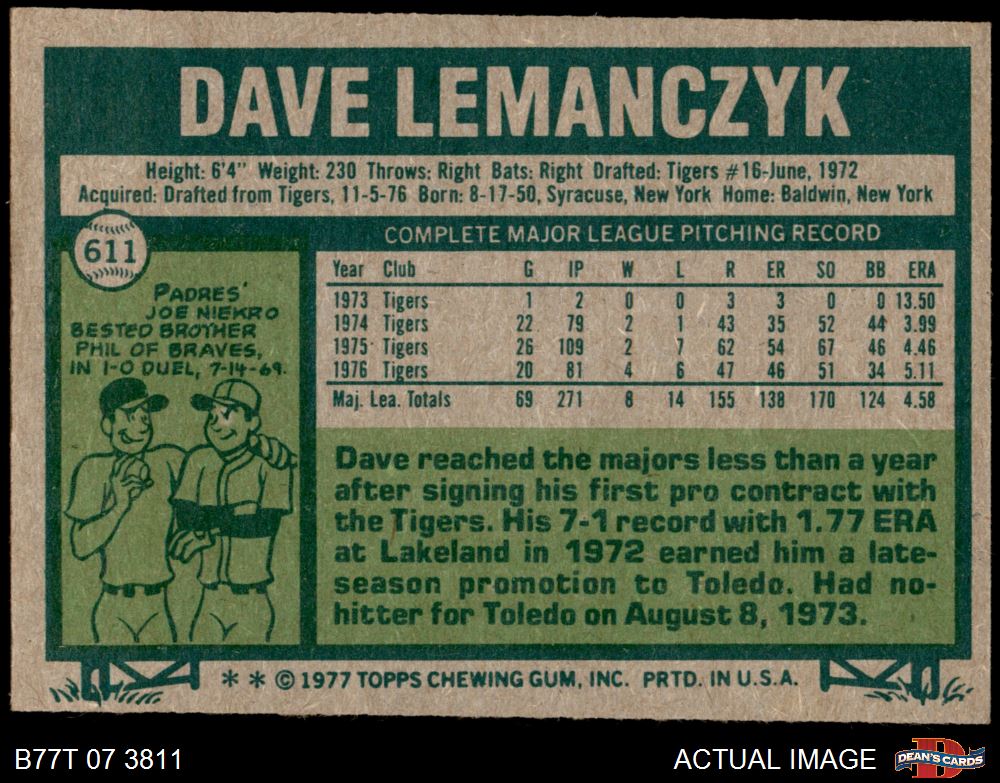 DAVE LEMANCZYK
Height: 6'4" Weight: 230 Throws: Right Bats: Right Drafted: Tigers #16-June, 1972
Acquired: Drafted from Tigers, 11-5-76 Born: 8-17-50, Syracuse, New York Home: Baldwin, New York
611
PADRES'
JOE NIEKRO
BESTED BROTHER
PHIL OF BRAVES,
IN 1-0 DUEL, 7-14-69.
COMPLETE MAJOR LEAGUE PITCHING RECORD
Year Club G IP W L R ER SO BB ERA
1973 Tigers 1 2 0 0 3 3 0 0 13.50
1974 Tigers 22 79 2 1 43 35 52 44 3.99
1975 Tigers 26 109 2 7 62 54 67 46 4.46
1976 Tigers 20 81 4 6 47 46 51 34 5.11
Maj. Lea. Totals 69 271 8 14 155 138 170 124 4.58
Dave reached the majors less than a year
after signing his first pro contract with
the Tigers. His 7-1 record with 1.77 ERA
at Lakeland in 1972 earned him a late-
season promotion to Toledo. Had no-
hitter for Toledo on August 8, 1973.
* * © 1977 TOPPS CHEWING GUM, INC. PRTD. IN U.S.A.
B77T 07 3811
ACTUAL IMAGE
D
DEAN'S CARDS